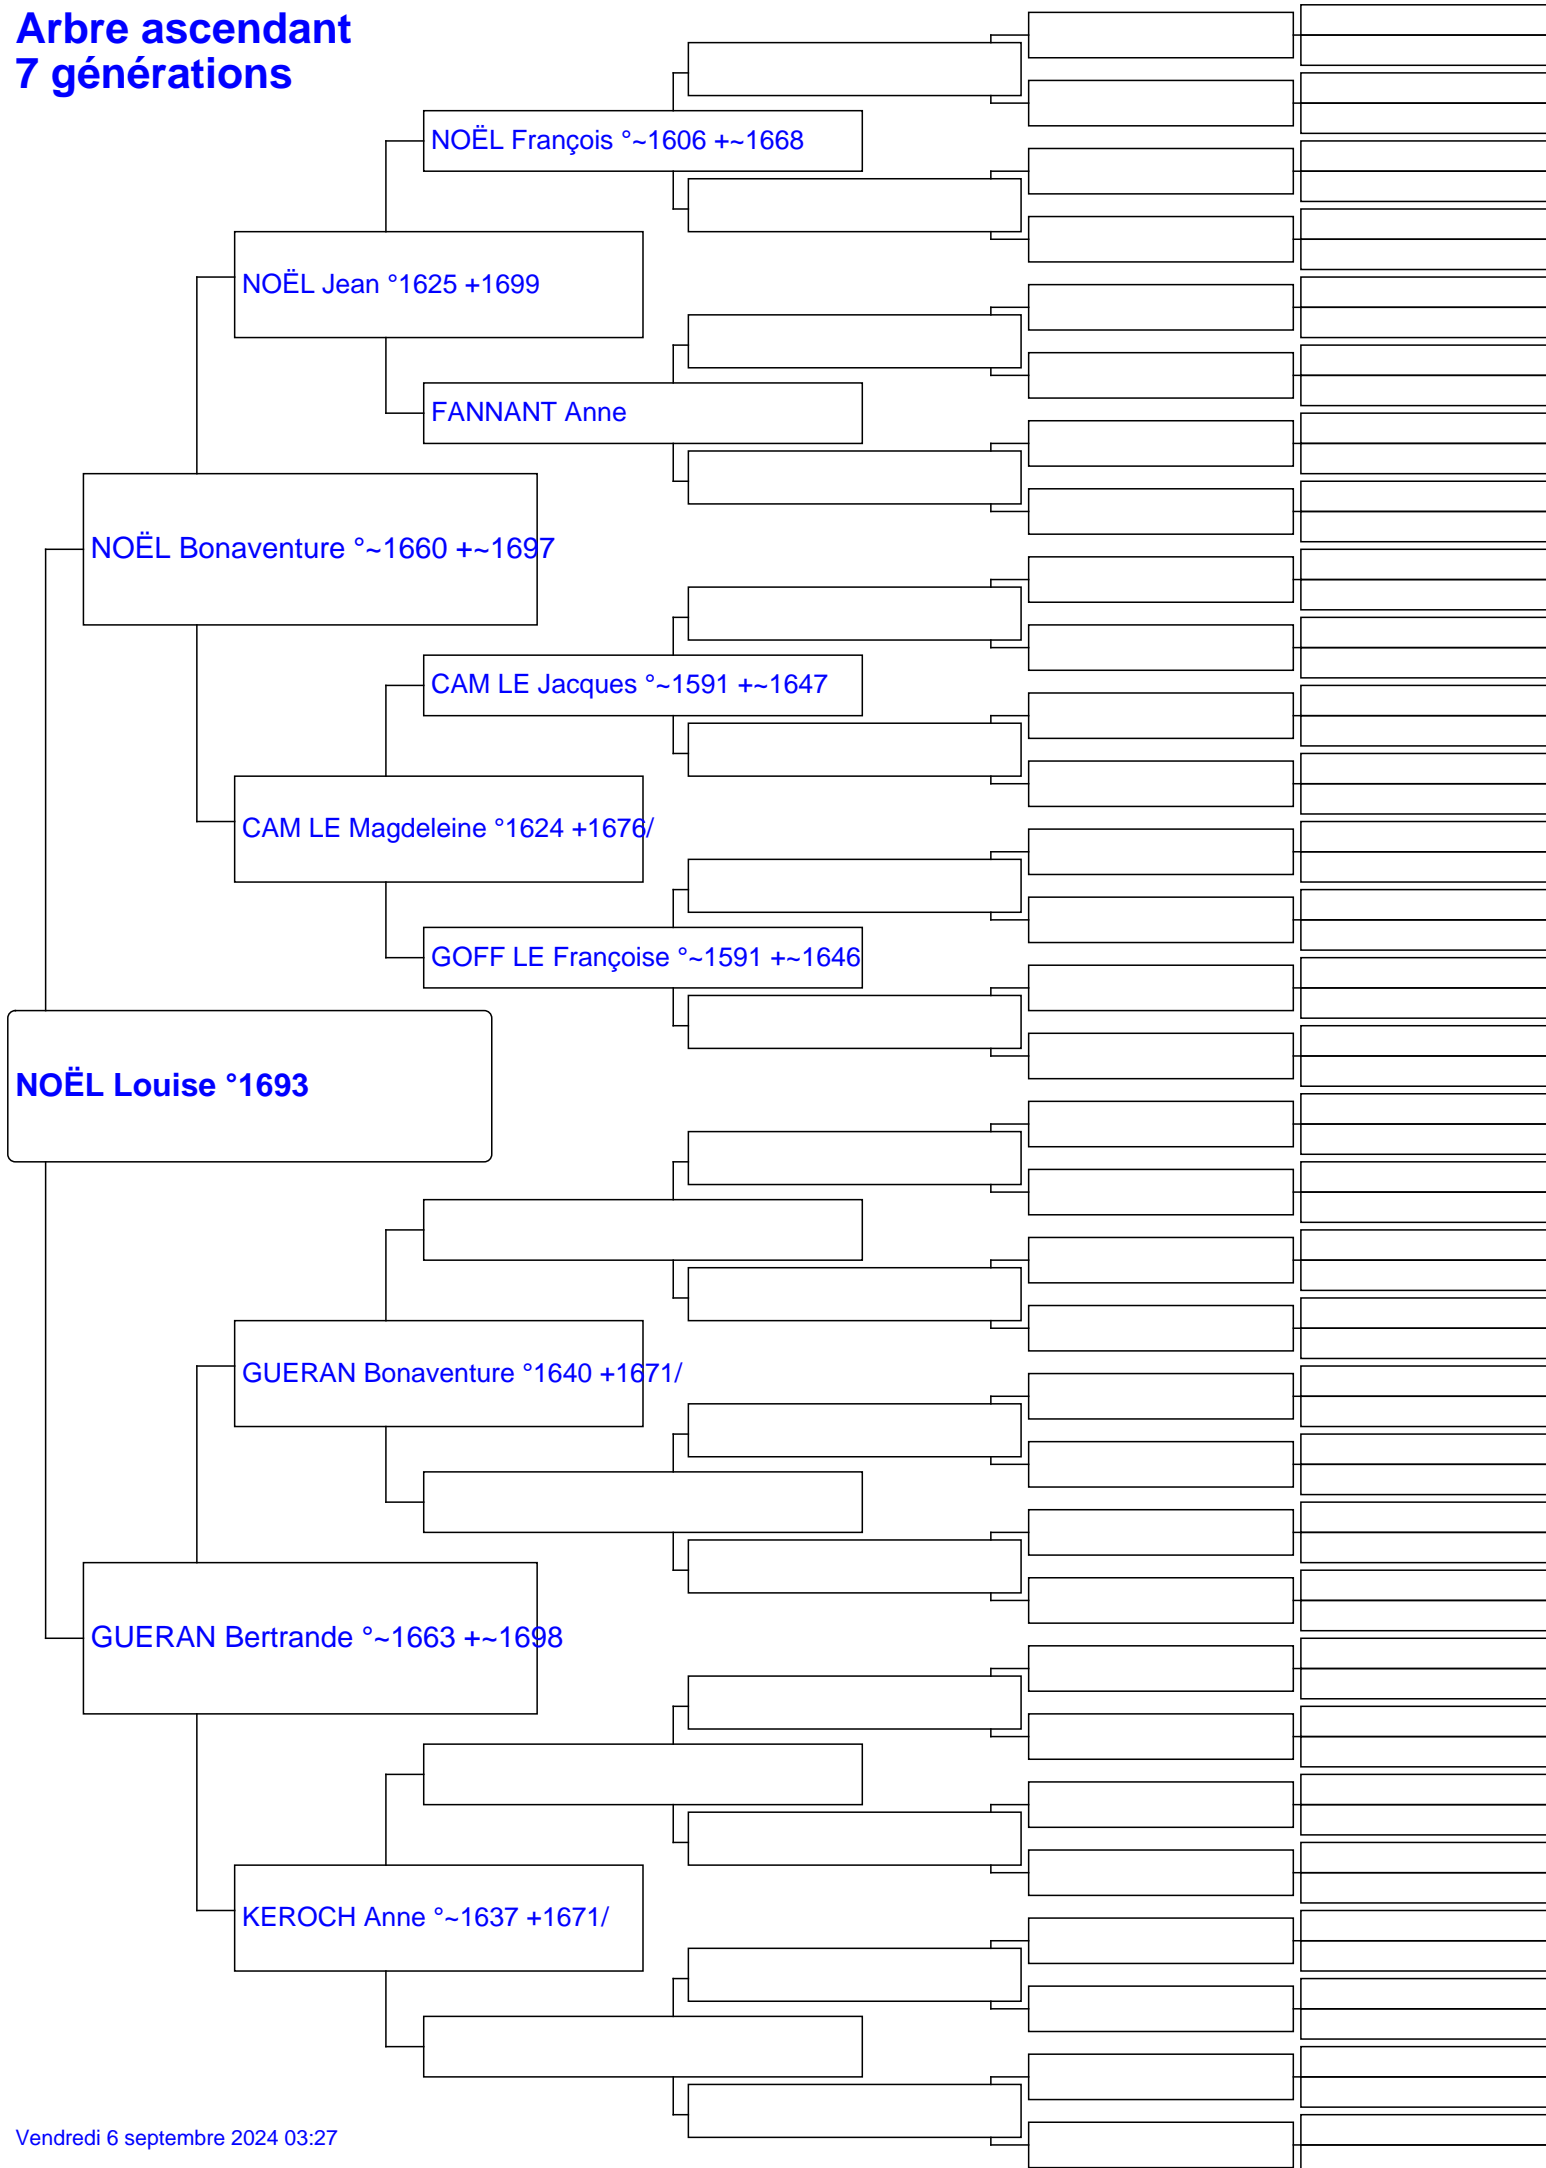 Arbre ascendant
7 générations
NOËL François °~1606 +~1668
NOËL Jean °1625 +1699
FANNANT Anne
NOËL Bonaventure °~1660 +~1697
CAM LE Jacques °~1591 +~1647
CAM LE Magdeleine °1624 +1676/
GOFF LE Françoise °~1591 +~1646
NOËL Louise °1693
GUERAN Bonaventure °1640 +1671/
GUERAN Bertrande °~1663 +~1698
KEROCH Anne °~1637 +1671/
Vendredi 6 septembre 2024 03:27